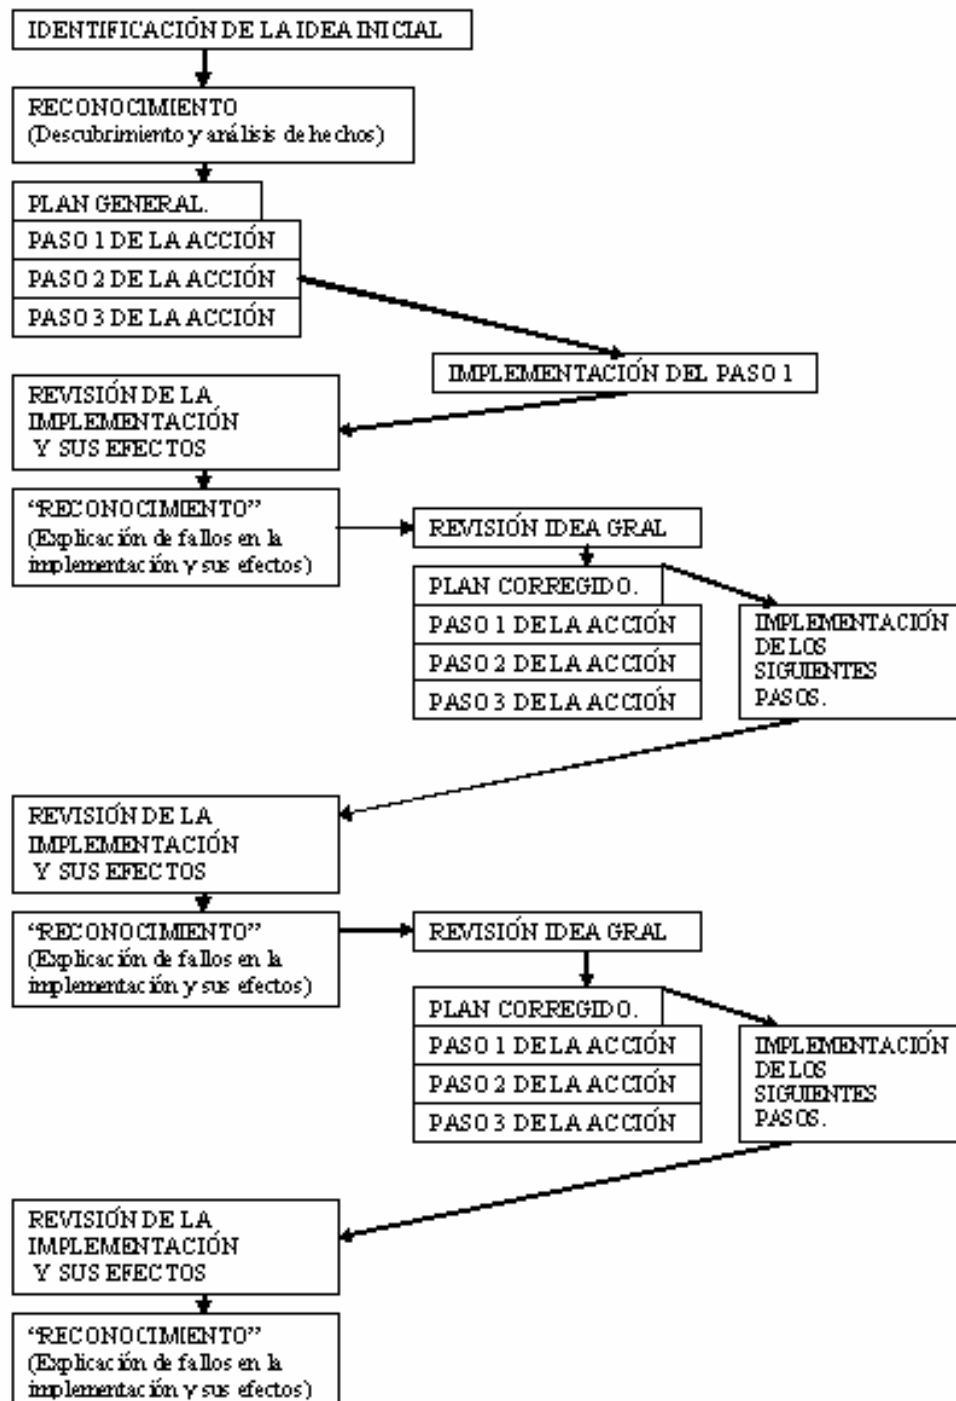 IDENTIFICACIÓN DE LA IDEA INICIAL
RECONOCIMIENTO
(Descubrimiento y análisis de hechos)
PLAN GENERAL.
PASO 1 DE LA ACCIÓN
PASO 2 DE LA ACCIÓN
PASO 3 DE LA ACCIÓN
IMPLEMENTACIÓN DEL PASO 1
REVISIÓN DE LA
IMPLEMENTACIÓN
Y SUS EFECTOS
“RECONOCIMIENTO”
(Explicación de fallos en la
implementación y sus efectos)
REVISIÓN IDEA GRAL
PLAN CORREGIDO.
PASO 1 DE LA ACCIÓN
PASO 2 DE LA ACCIÓN
PASO 3 DE LA ACCIÓN
IMPLEMENTACIÓN
DE LOS
SIGUIENTES
PASOS.
REVISIÓN DE LA
IMPLEMENTACIÓN
Y SUS EFECTOS
“RECONOCIMIENTO”
(Explicación de fallos en la
implementación y sus efectos)
REVISIÓN IDEA GRAL
PLAN CORREGIDO.
PASO 1 DE LA ACCIÓN
PASO 2 DE LA ACCIÓN
PASO 3 DE LA ACCIÓN
IMPLEMENTACIÓN
DE LOS
SIGUIENTES
PASOS.
REVISIÓN DE LA
IMPLEMENTACIÓN
Y SUS EFECTOS
“RECONOCIMIENTO”
(Explicación de fallos en la
implementación y sus efectos)